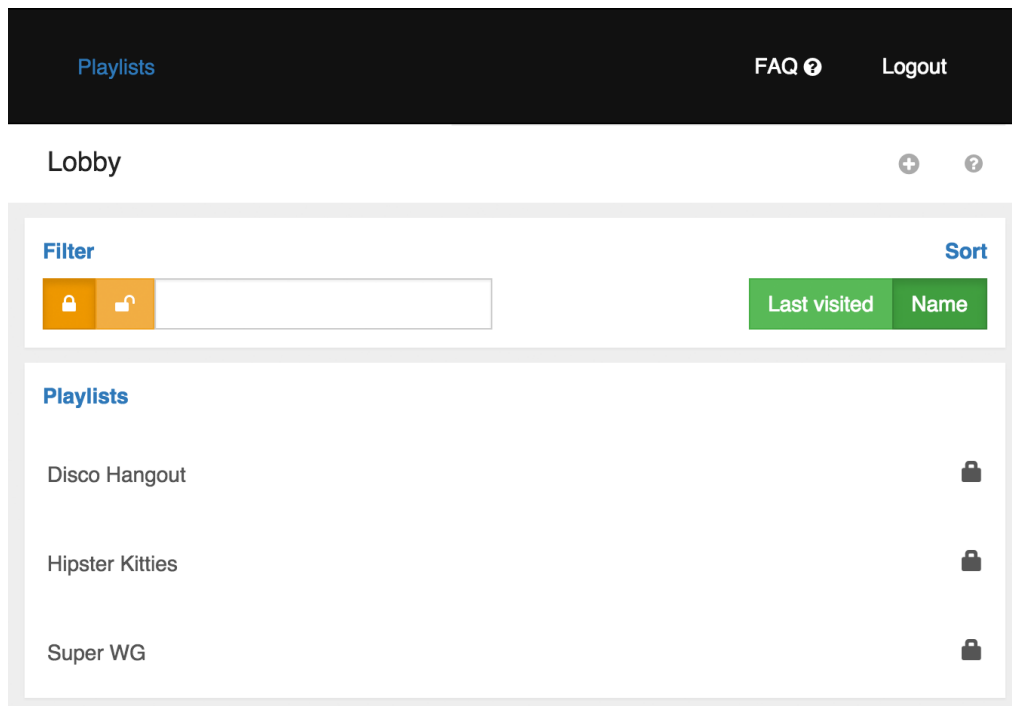 Playlists FAQ Logout
Lobby
Filter Sort
Last visited Name
Playlists
Disco Hangout
Hipster Kitties
Super WG